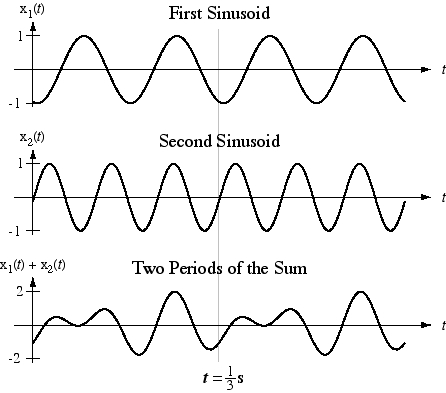 x₁(t)
First Sinusoid
1
t
-1
x₂(t)
Second Sinusoid
1
t
-1
x₁(t) + x₂(t)
Two Periods of the Sum
2
t
-2
t = 1/3 s